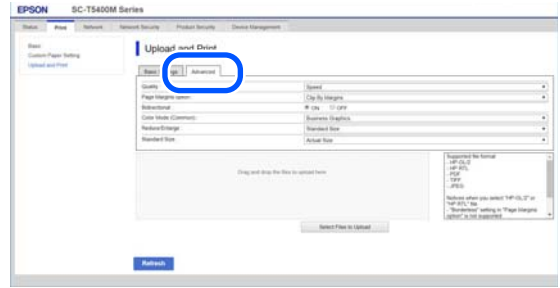 EPSON SC-T5400M Series
Status Print Network Network Security Product Security Device Management
Basic
Custom Paper Setting
Upload and Print
Upload and Print
Basic Advanced
Quality : Speed
Page Margins option : Clip By Margins
Bidirectional : ON OFF
Color Mode (Common) : Business Graphics
Reduce/Enlarge : Standard Size
Standard Size : Actual Size
Drag and drop the files to upload here
Supported file format
- HP-GL/2
- HP-RTL
- PDF
- TIFF
- JPEG
Notices when you select "HP-GL/2" or
"HP-RTL" file
- "Borderless" setting in "Page Margins
option" is not supported
Select Files to Upload
Refresh